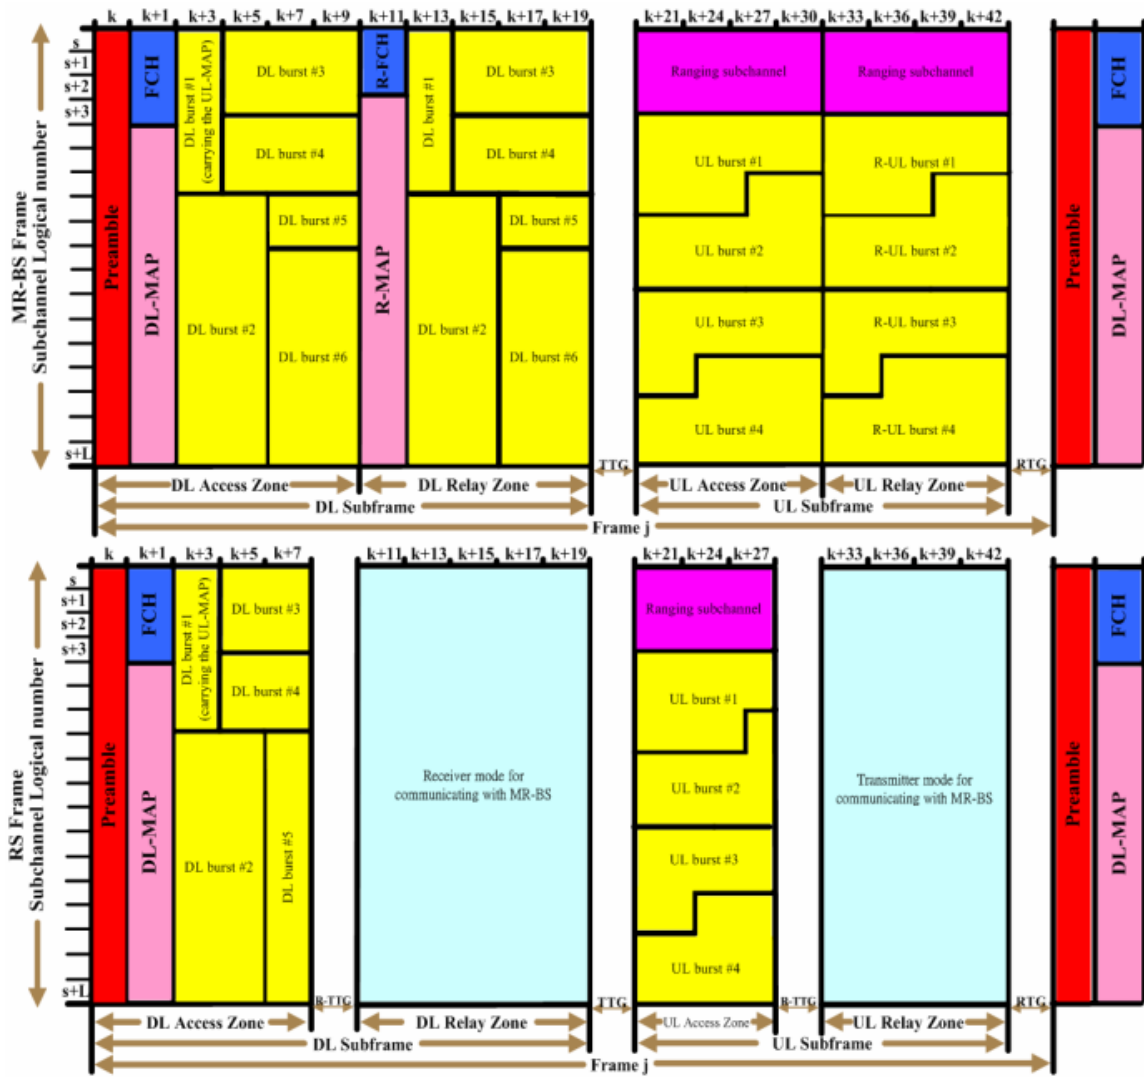 k k+1 k+3 k+5 k+7 k+9 k+11 k+13 k+15 k+17 k+19 k+21 k+24 k+27 k+30 k+33 k+36 k+39 k+42
MR-BS Frame
Subchannel Logical number
s
s+1
s+2
s+3
s+L
Preamble
FCH
DL-MAP
DL burst #1
(carrying the UL-MAP)
DL burst #3
DL burst #4
DL burst #2
DL burst #5
DL burst #6
R-FCH
R-MAP
DL burst #1
DL burst #3
DL burst #4
DL burst #2
DL burst #5
DL burst #6
Ranging subchannel
UL burst #1
UL burst #2
UL burst #3
UL burst #4
Ranging subchannel
R-UL burst #1
R-UL burst #2
R-UL burst #3
R-UL burst #4
Preamble
FCH
DL-MAP
TTG
RTG
DL Access Zone
DL Relay Zone
UL Access Zone
UL Relay Zone
DL Subframe
UL Subframe
Frame j
k k+1 k+3 k+5 k+7 k+11 k+13 k+15 k+17 k+19 k+21 k+24 k+27 k+33 k+36 k+39 k+42
RS Frame
Subchannel Logical number
s
s+1
s+2
s+3
s+L
Preamble
FCH
DL-MAP
DL burst #1
(carrying the UL-MAP)
DL burst #3
DL burst #4
DL burst #2
DL burst #5
Receiver mode for
communicating with MR-BS
Ranging subchannel
UL burst #1
UL burst #2
UL burst #3
UL burst #4
Transmitter mode for
communicating with MR-BS
Preamble
FCH
DL-MAP
R-TTG
TTG
R-TTG
RTG
DL Access Zone
DL Relay Zone
UL Access Zone
UL Relay Zone
DL Subframe
UL Subframe
Frame j